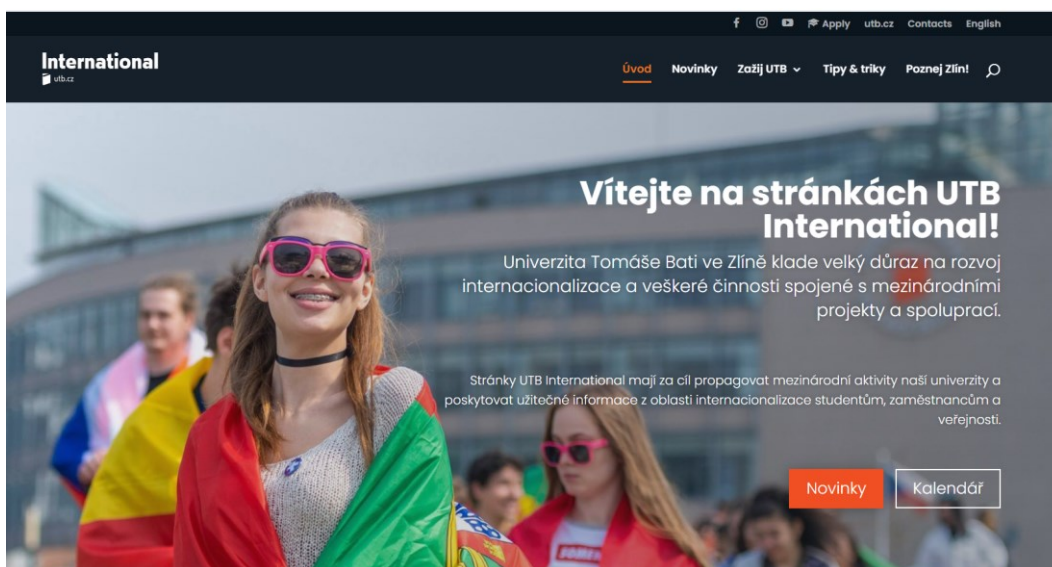 Apply utb.cz Contacts English
International
utb.cz
Úvod Novinky Zažij UTB Tipy & triky Poznej Zlín!
Vítejte na stránkách UTB
International!
Univerzita Tomáše Bati ve Zlíně klade velký důraz na rozvoj
internacionalizace a veškeré činnosti spojené s mezinárodními
projekty a spoluprací.
Stránky UTB International mají za cíl propagovat mezinárodní aktivity naší univerzity a
poskytovat užitečné informace z oblasti internacionalizace studentům, zaměstnancům a
veřejnosti.
Novinky Kalendář